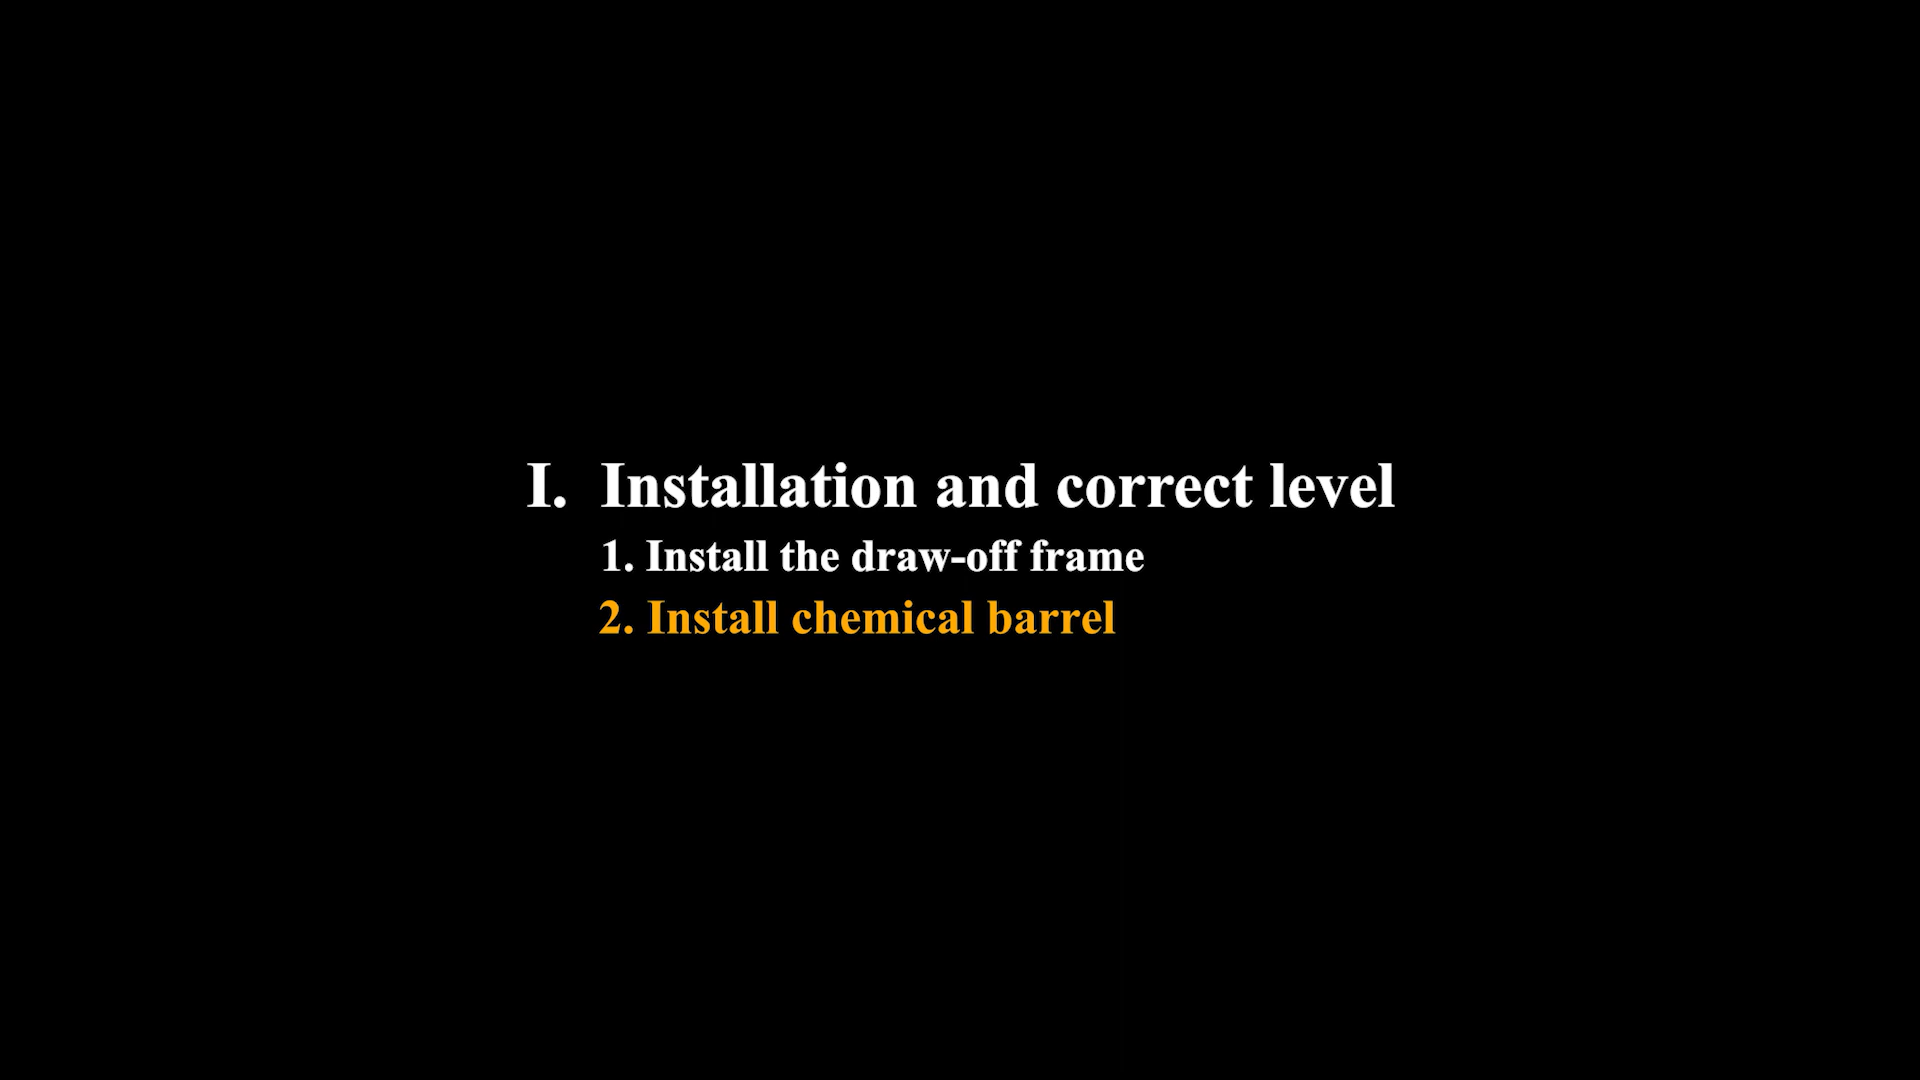 I. Installation and correct level
1. Install the draw-off frame
2. Install chemical barrel